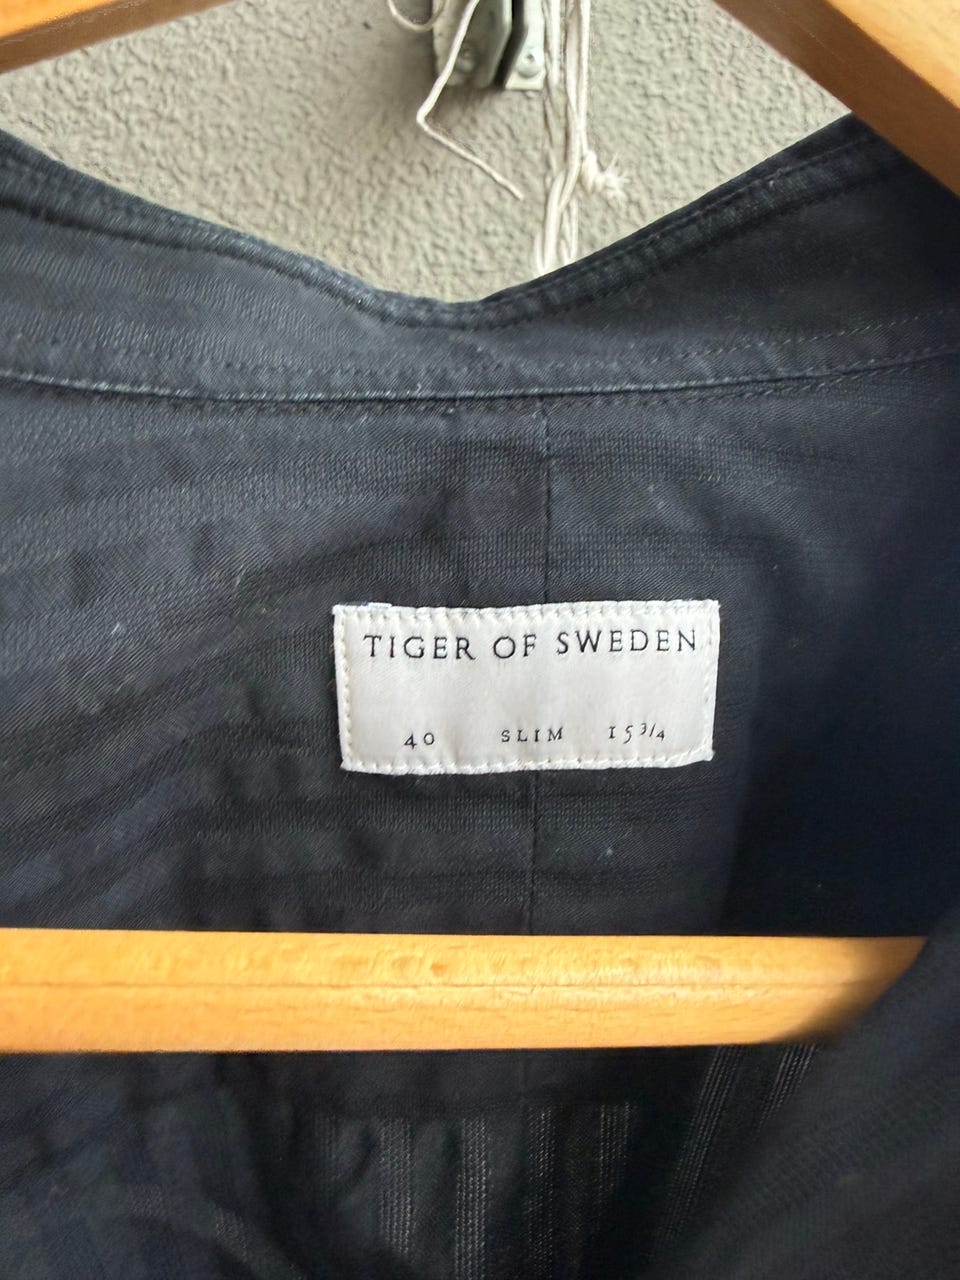 TIGER OF SWEDEN
40 SLIM 15 3/4